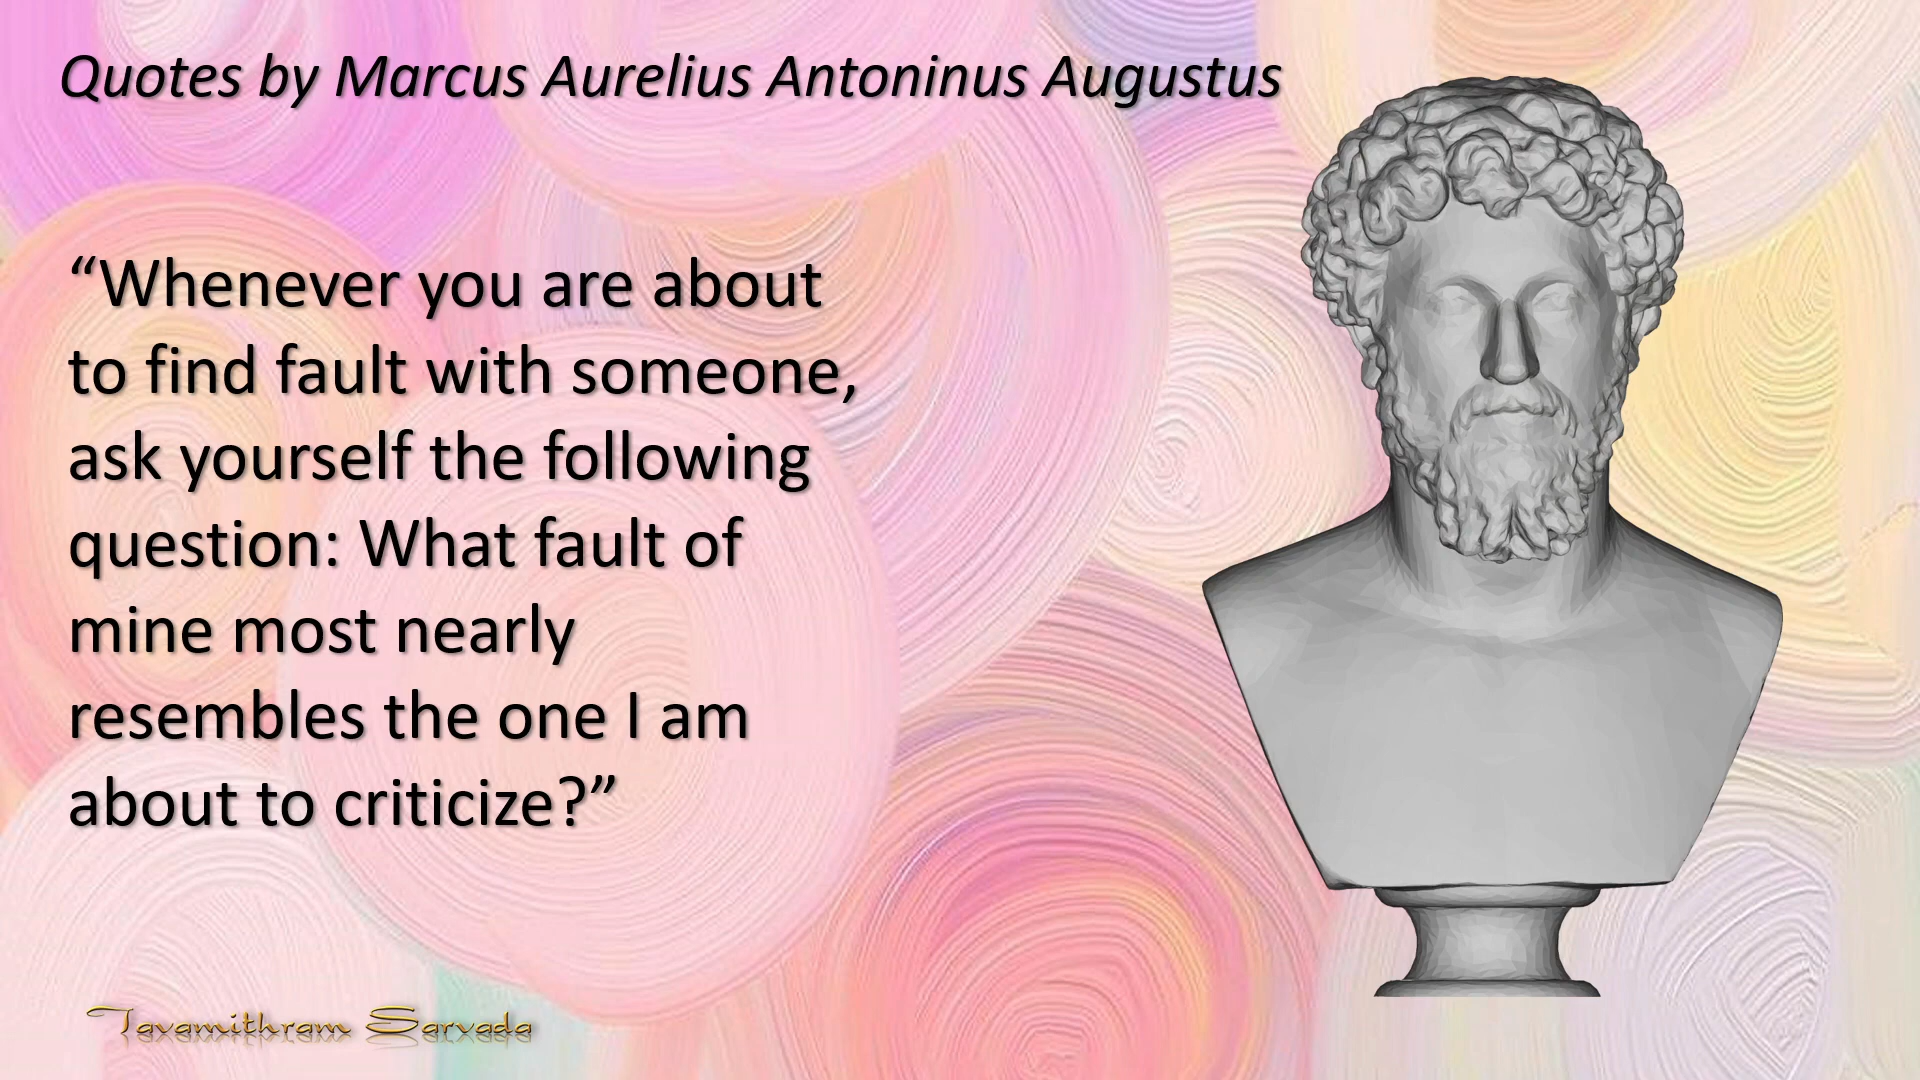 Quotes by Marcus Aurelius Antoninus Augustus
“Whenever you are about
to find fault with someone,
ask yourself the following
question: What fault of
mine most nearly
resembles the one I am
about to criticize?”
Tavamithram Sarvada